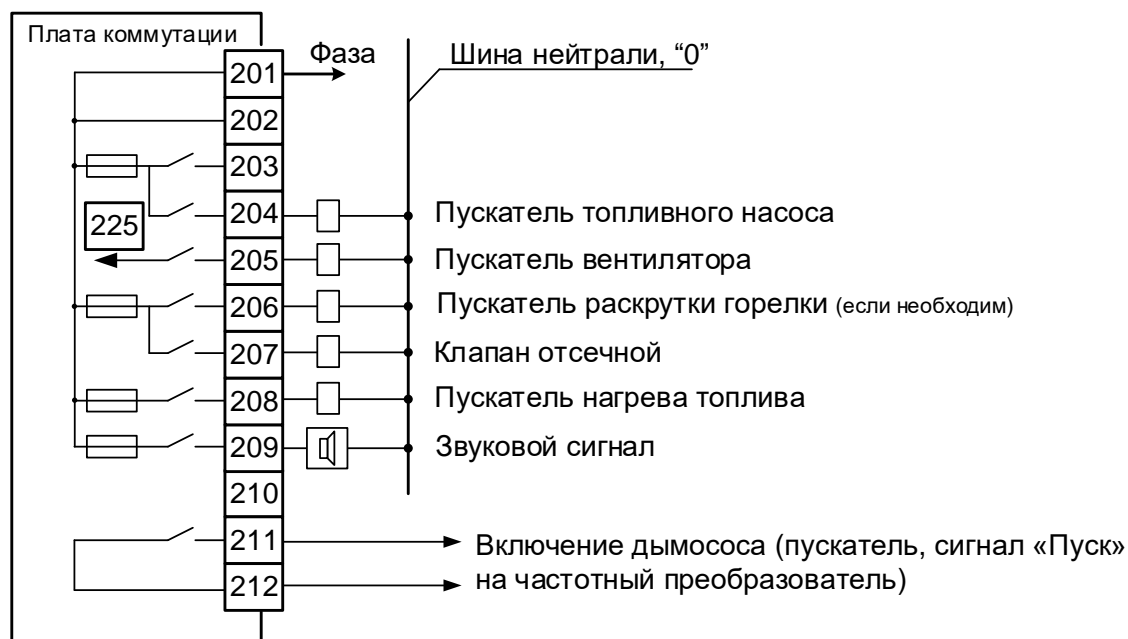 Плата коммутации
Фаза
Шина нейтрали, “0”
201
202
203
204
Пускатель топливного насоса
225
205
Пускатель вентилятора
206
Пускатель раскрутки горелки (если необходим)
207
Клапан отсечной
208
Пускатель нагрева топлива
209
Звуковой сигнал
210
211
Включение дымососа (пускатель, сигнал «Пуск»
на частотный преобразователь)
212